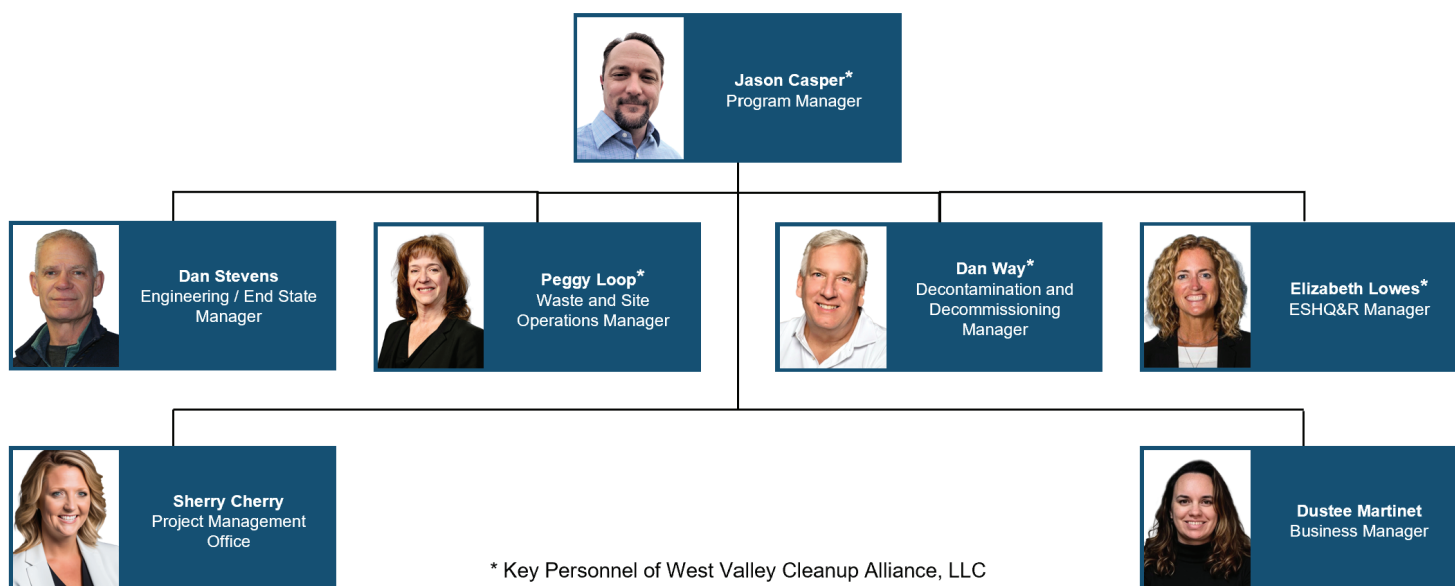 Jason Casper*
Program Manager
Dan Stevens
Engineering / End State
Manager
Peggy Loop*
Waste and Site
Operations Manager
Dan Way*
Decontamination and
Decommissioning
Manager
Elizabeth Lowes*
ESHQ&R Manager
Sherry Cherry
Project Management
Office
Dustee Martinet
Business Manager
* Key Personnel of West Valley Cleanup Alliance, LLC